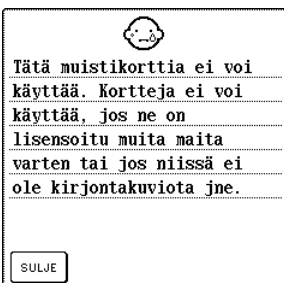 Tätä muistikorttia ei voi
käyttää. Kortteja ei voi
käyttää, jos ne on
lisensoitu muita maita
varten tai jos niissä ei
ole kirjontakuviota jne.
SULJE